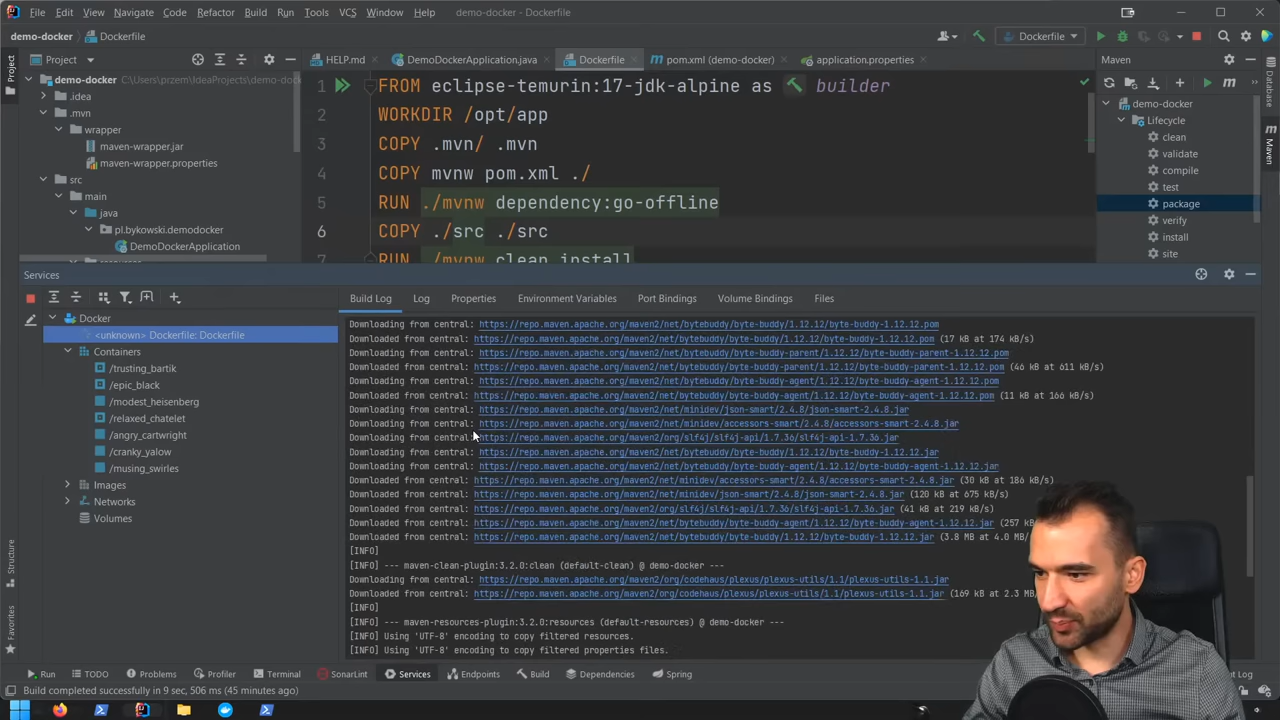 File Edit View Navigate Code Refactor Build Run Tools VCS Window Help demo-docker - Dockerfile
demo-docker Dockerfile Dockerfile
Project HELP.md DemoDockerApplication.java Dockerfile pom.xml (demo-docker) application.properties Maven
demo-docker C:\Users\przem\IdeaProjects\demo-do
.idea
.mvn
wrapper
maven-wrapper.jar
maven-wrapper.properties
src
main
java
pl.bykowski.demodocker
DemoDockerApplication
1 FROM eclipse-temurin:17-jdk-alpine as builder
2 WORKDIR /opt/app
3 COPY .mvn/ .mvn
4 COPY mvnw pom.xml ./
5 RUN ./mvnw dependency:go-offline
6 COPY ./src ./src
RUN ./mvnw clean install
demo-docker
Lifecycle
clean
validate
compile
test
package
verify
install
site
Project
Structure
Favorites
Database
Maven
Services
Build Log Log Properties Environment Variables Port Bindings Volume Bindings Files
Docker
<unknown> Dockerfile: Dockerfile
Containers
/trusting_bartik
/epic_black
/modest_heisenberg
/relaxed_chatelet
/angry_cartwright
/cranky_yalow
/musing_swirles
Images
Networks
Volumes
Downloading from central: https://repo.maven.apache.org/maven2/net/bytebuddy/byte-buddy/1.12.12/byte-buddy-1.12.12.pom
Downloaded from central: https://repo.maven.apache.org/maven2/net/bytebuddy/byte-buddy/1.12.12/byte-buddy-1.12.12.pom (17 kB at 174 kB/s)
Downloading from central: https://repo.maven.apache.org/maven2/net/bytebuddy/byte-buddy-parent/1.12.12/byte-buddy-parent-1.12.12.pom
Downloaded from central: https://repo.maven.apache.org/maven2/net/bytebuddy/byte-buddy-parent/1.12.12/byte-buddy-parent-1.12.12.pom (46 kB at 611 kB/s)
Downloading from central: https://repo.maven.apache.org/maven2/net/bytebuddy/byte-buddy-agent/1.12.12/byte-buddy-agent-1.12.12.pom
Downloaded from central: https://repo.maven.apache.org/maven2/net/bytebuddy/byte-buddy-agent/1.12.12/byte-buddy-agent-1.12.12.pom (11 kB at 166 kB/s)
Downloading from central: https://repo.maven.apache.org/maven2/net/minidev/json-smart/2.4.8/json-smart-2.4.8.jar
Downloading from central: https://repo.maven.apache.org/maven2/net/minidev/accessors-smart/2.4.8/accessors-smart-2.4.8.jar
Downloading from central: https://repo.maven.apache.org/maven2/org/slf4j/slf4j-api/1.7.36/slf4j-api-1.7.36.jar
Downloading from central: https://repo.maven.apache.org/maven2/net/bytebuddy/byte-buddy/1.12.12/byte-buddy-1.12.12.jar
Downloading from central: https://repo.maven.apache.org/maven2/net/bytebuddy/byte-buddy-agent/1.12.12/byte-buddy-agent-1.12.12.jar
Downloaded from central: https://repo.maven.apache.org/maven2/net/minidev/accessors-smart/2.4.8/accessors-smart-2.4.8.jar (30 kB at 186 kB/s)
Downloaded from central: https://repo.maven.apache.org/maven2/net/minidev/json-smart/2.4.8/json-smart-2.4.8.jar (120 kB at 675 kB/s)
Downloaded from central: https://repo.maven.apache.org/maven2/org/slf4j/slf4j-api/1.7.36/slf4j-api-1.7.36.jar (41 kB at 219 kB/s)
Downloaded from central: https://repo.maven.apache.org/maven2/net/bytebuddy/byte-buddy-agent/1.12.12/byte-buddy-agent-1.12.12.jar (257 kB
Downloaded from central: https://repo.maven.apache.org/maven2/net/bytebuddy/byte-buddy/1.12.12/byte-buddy-1.12.12.jar (3.8 MB at 4.0 MB/
[INFO]
[INFO] --- maven-clean-plugin:3.2.0:clean (default-clean) @ demo-docker ---
Downloading from central: https://repo.maven.apache.org/maven2/org/codehaus/plexus/plexus-utils/1.1/plexus-utils-1.1.jar
Downloaded from central: https://repo.maven.apache.org/maven2/org/codehaus/plexus/plexus-utils/1.1/plexus-utils-1.1.jar (169 kB at 2.3 MB
[INFO]
[INFO] --- maven-resources-plugin:3.2.0:resources (default-resources) @ demo-docker ---
[INFO] Using 'UTF-8' encoding to copy filtered resources.
[INFO] Using 'UTF-8' encoding to copy filtered properties files.
Run TODO Problems Profiler Terminal SonarLint Services Endpoints Build Dependencies Spring Log
Build completed successfully in 9 sec, 506 ms (45 minutes ago)